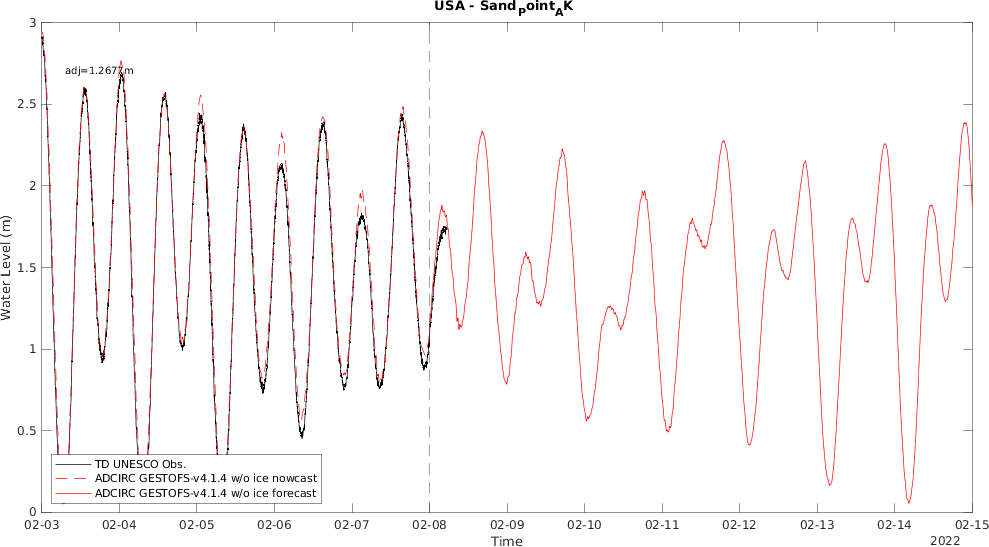 USA - Sand_Point_AK
adj=1.2677m
3
2.5
2
1.5
1
0.5
0
Water Level (m)
TD UNESCO Obs.
ADCIRC GESTOFS-v4.1.4 w/o ice nowcast
ADCIRC GESTOFS-v4.1.4 w/o ice forecast
02-03 02-04 02-05 02-06 02-07 02-08 02-09 02-10 02-11 02-12 02-13 02-14 02-15
Time
2022